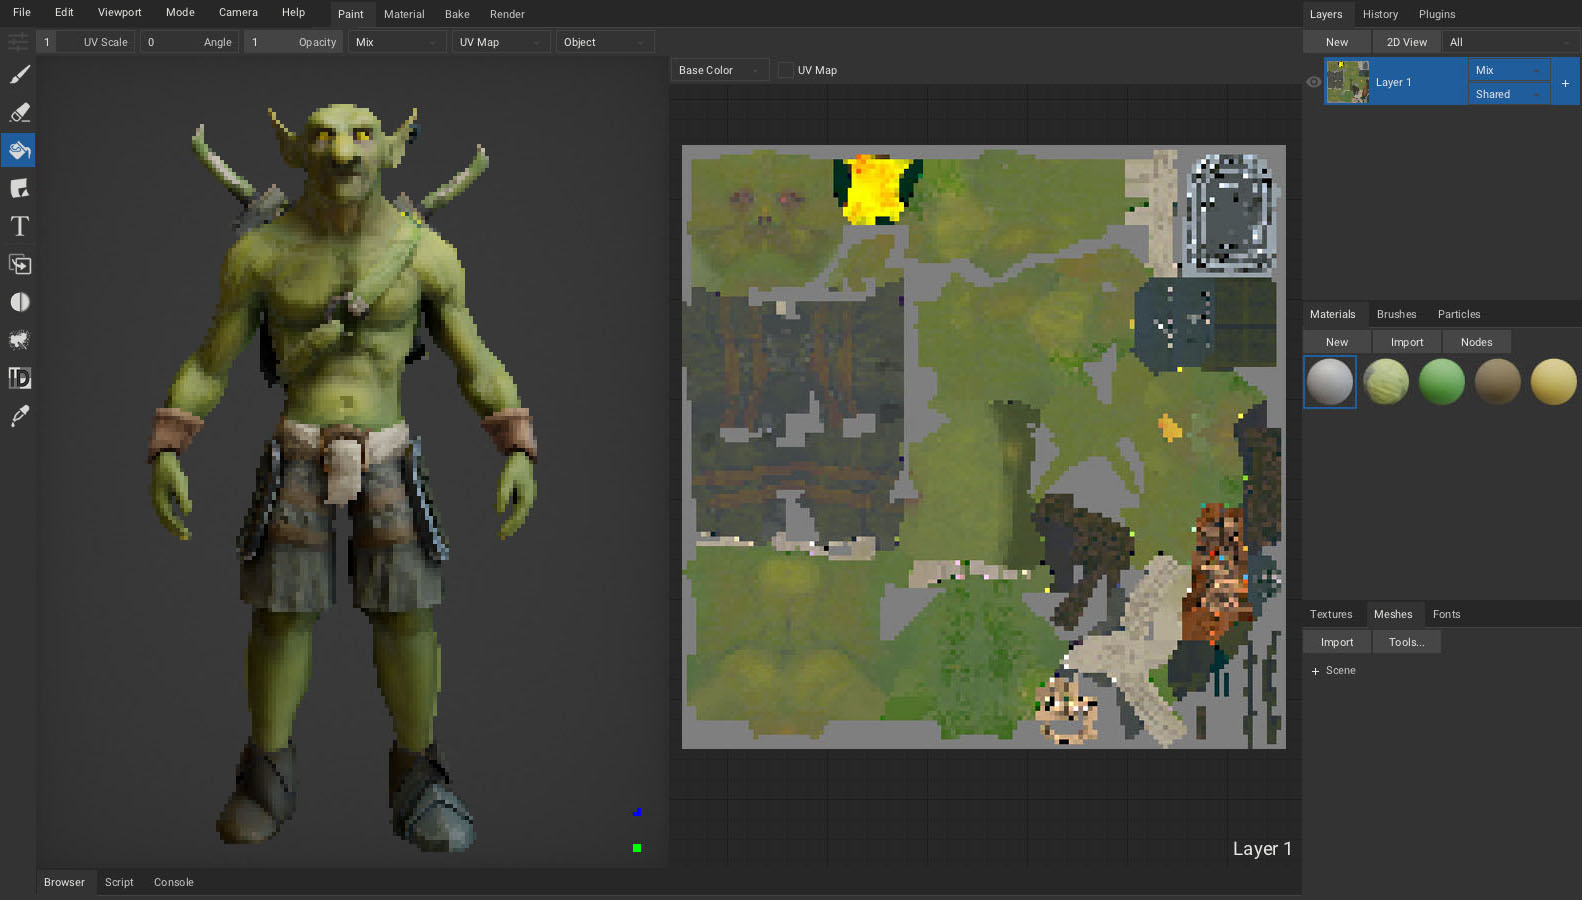 File Edit Viewport Mode Camera Help Paint Material Bake Render
Layers History Plugins
1 UV Scale 0 Angle 1 Opacity Mix UV Map Object
New 2D View All
Base Color UV Map
Layer 1 Mix
Shared
+
T
ID
Materials Brushes Particles
New Import Nodes
Textures Meshes Fonts
Import Tools...
+ Scene
Layer 1
Browser Script Console